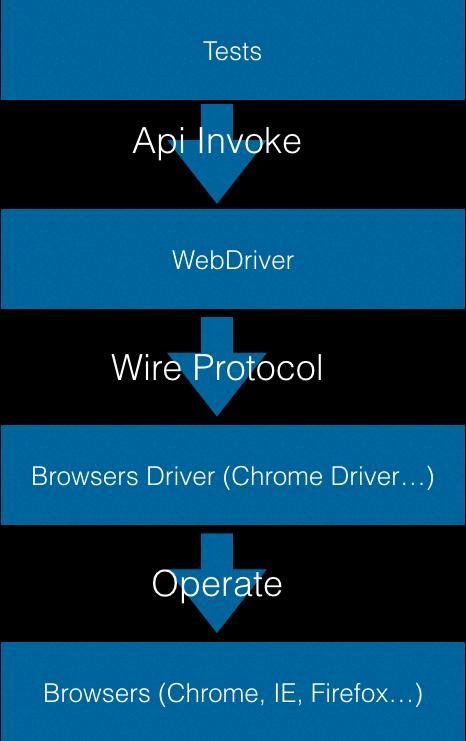 Tests
Api Invoke
WebDriver
Wire Protocol
Browsers Driver (Chrome Driver…)
Operate
Browsers (Chrome, IE, Firefox…)